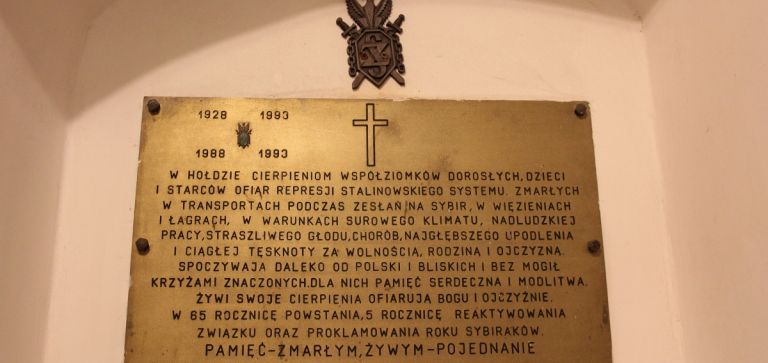 1928 1993
1988 1993
W HOŁDZIE CIERPIENIOM WSPÓŁZIOMKÓW DOROSŁYCH, DZIECI
I STARCÓW OFIAR REPRESJI STALINOWSKIEGO SYSTEMU. ZMARŁYCH
W TRANSPORTACH PODCZAS ZESŁAŃ NA SYBIR, W WIĘZIENIACH
I ŁAGRACH, W WARUNKACH SUROWEGO KLIMATU, NADLUDZKIEJ
PRACY, STRASZLIWEGO GŁODU, CHORÓB, NAJGŁĘBSZEGO UPODLENIA
I CIĄGŁEJ TĘSKNOTY ZA WOLNOŚCIĄ, RODZINĄ I OJCZYZNĄ.
SPOCZYWAJĄ DALEKO OD POLSKI I BLISKICH I BEZ MOGIŁ
KRZYŻAMI ZNACZONYCH. DLA NICH PAMIĘĆ SERDECZNA I MODLITWA.
ŻYWI SWOJE CIERPIENIA OFIARUJĄ BOGU I OJCZYŹNIE.
W 65 ROCZNICĘ POWSTANIA, 5 ROCZNICĘ REAKTYWOWANIA
ZWIĄZKU ORAZ PROKLAMOWANIA ROKU SYBIRAKÓW.
PAMIĘĆ-ZMARŁYM, ŻYWYM-POJEDNANIE